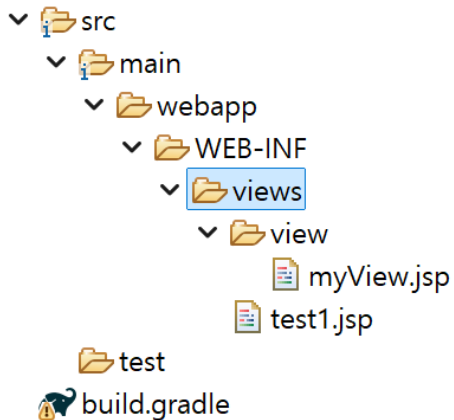 src
main
webapp
WEB-INF
views
view
myView.jsp
test1.jsp
test
build.gradle